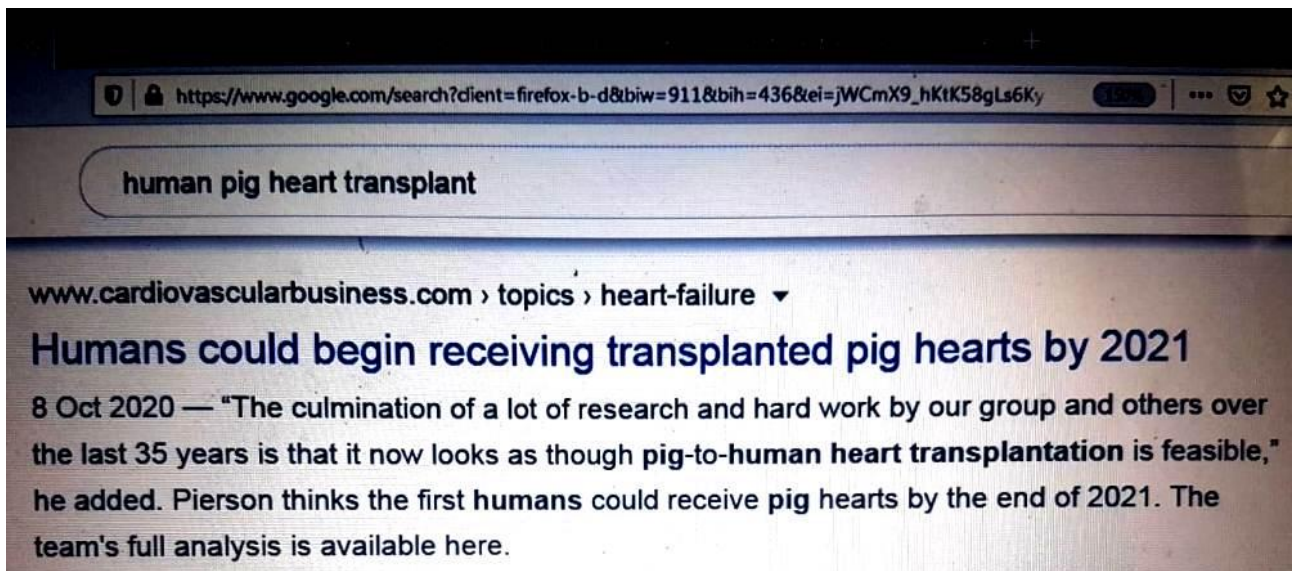 https://www.google.com/search?client=firefox-b-d&biw=911&bih=436&ei=jWCmX9_hKtK58gLs6Ky 150%
human pig heart transplant
www.cardiovascularbusiness.com › topics › heart-failure
Humans could begin receiving transplanted pig hearts by 2021
8 Oct 2020 — "The culmination of a lot of research and hard work by our group and others over
the last 35 years is that it now looks as though pig-to-human heart transplantation is feasible,"
he added. Pierson thinks the first humans could receive pig hearts by the end of 2021. The
team's full analysis is available here.